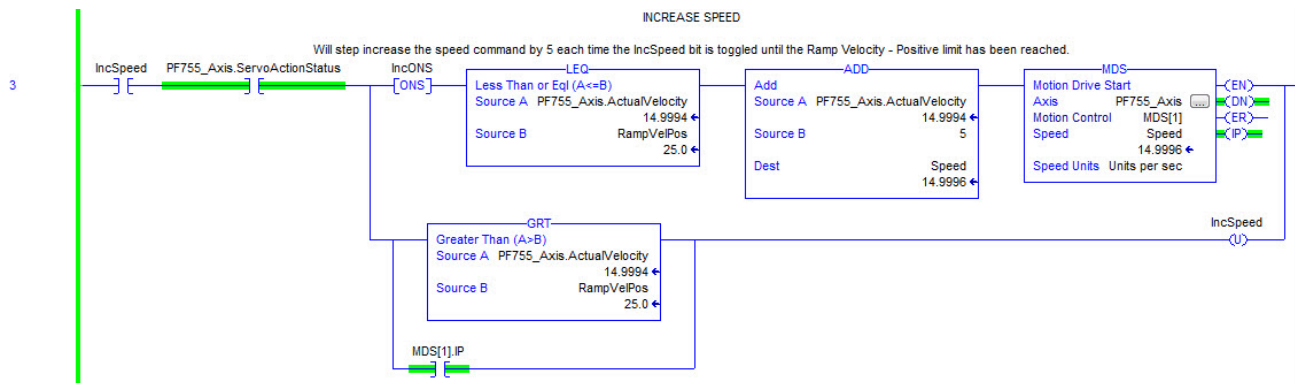 INCREASE SPEED
Will step increase the speed command by 5 each time the IncSpeed bit is toggled until the Ramp Velocity - Positive limit has been reached.
3
IncSpeed
PF755_Axis.ServoActionStatus
IncONS
ONS
LEQ
Less Than or Eql (A<=B)
Source A PF755_Axis.ActualVelocity
14.9994
Source B RampVelPos
25.0
ADD
Add
Source A PF755_Axis.ActualVelocity
14.9994
Source B 5
Dest Speed
14.9996
MDS
Motion Drive Start
Axis PF755_Axis ...
Motion Control MDS[1]
Speed Speed
14.9996
Speed Units Units per sec
EN
DN
ER
IP
GRT
Greater Than (A>B)
Source A PF755_Axis.ActualVelocity
14.9994
Source B RampVelPos
25.0
IncSpeed
U
MDS[1].IP